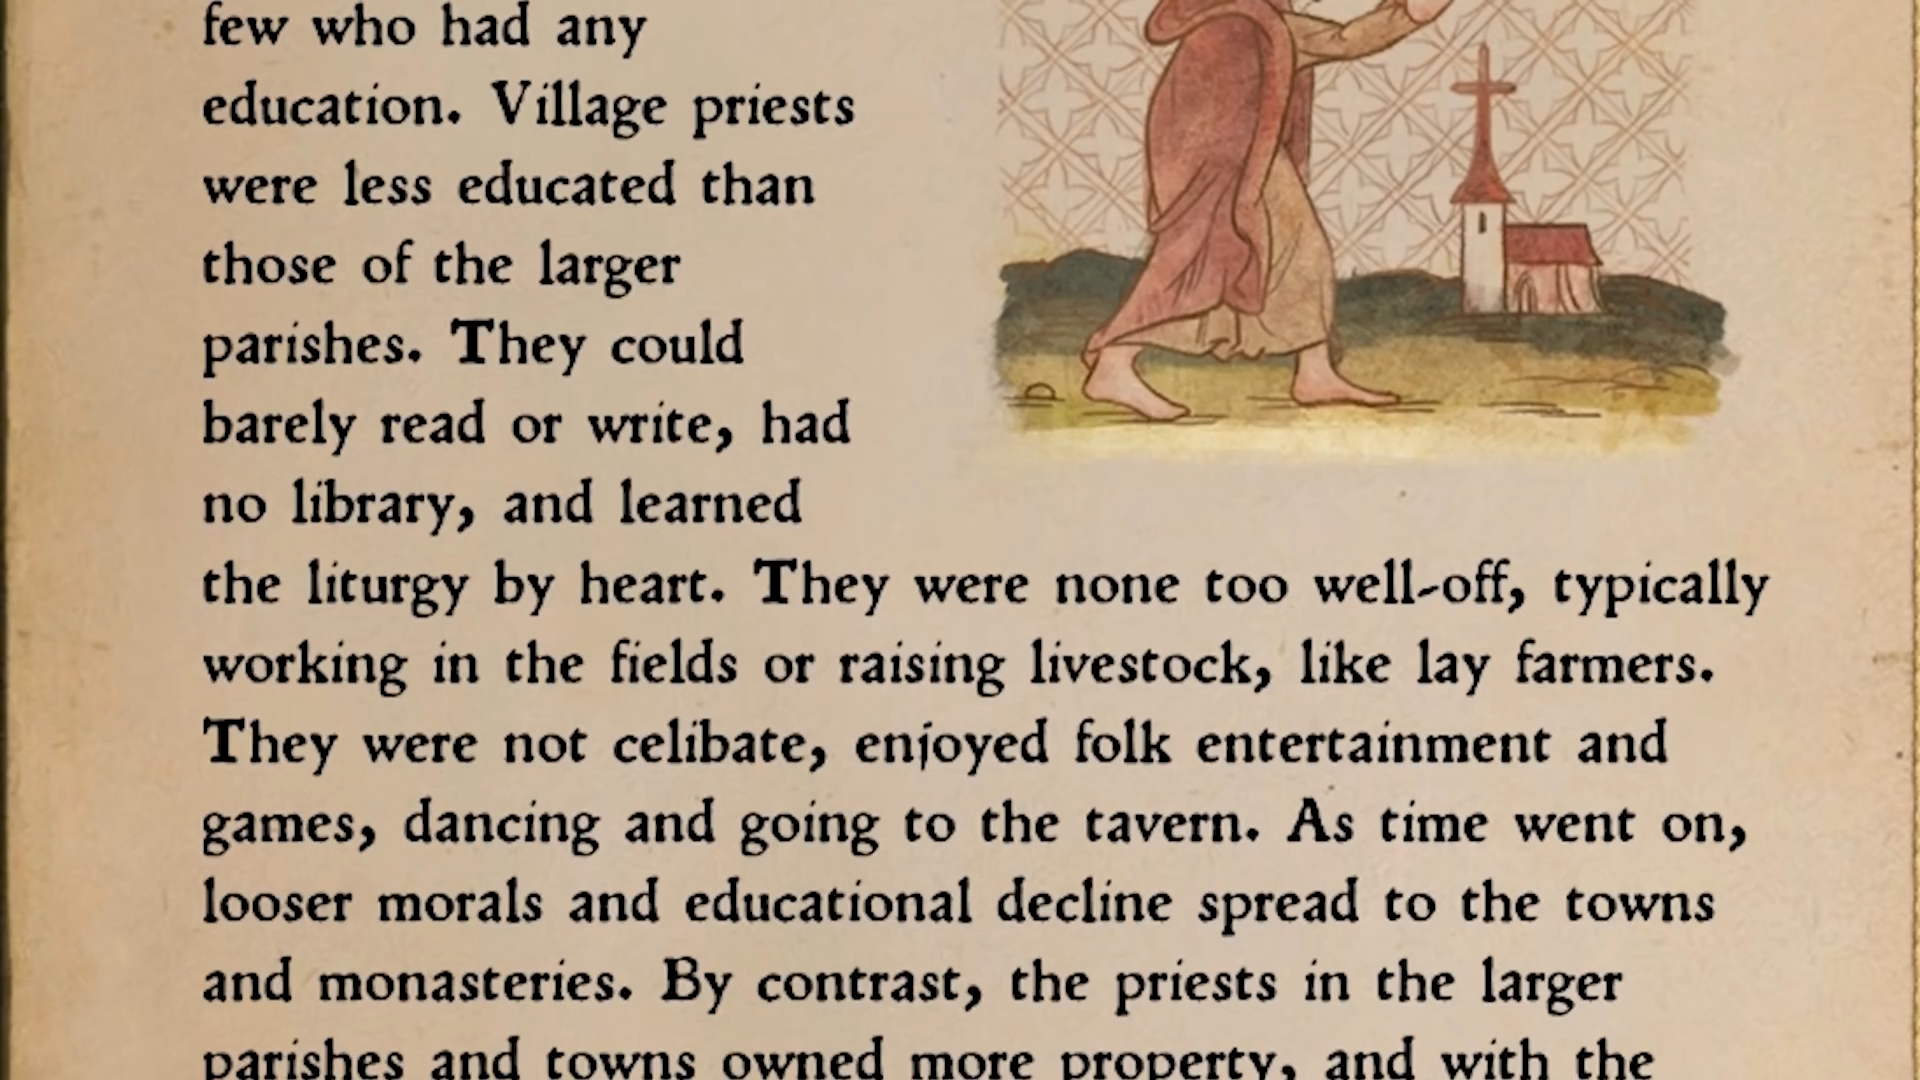 few who had any
education. Village priests
were less educated than
those of the larger
parishes. They could
barely read or write, had
no library, and learned
the liturgy by heart. They were none too well-off, typically
working in the fields or raising livestock, like lay farmers.
They were not celibate, enjoyed folk entertainment and
games, dancing and going to the tavern. As time went on,
looser morals and educational decline spread to the towns
and monasteries. By contrast, the priests in the larger
parishes and towns owned more property, and with the